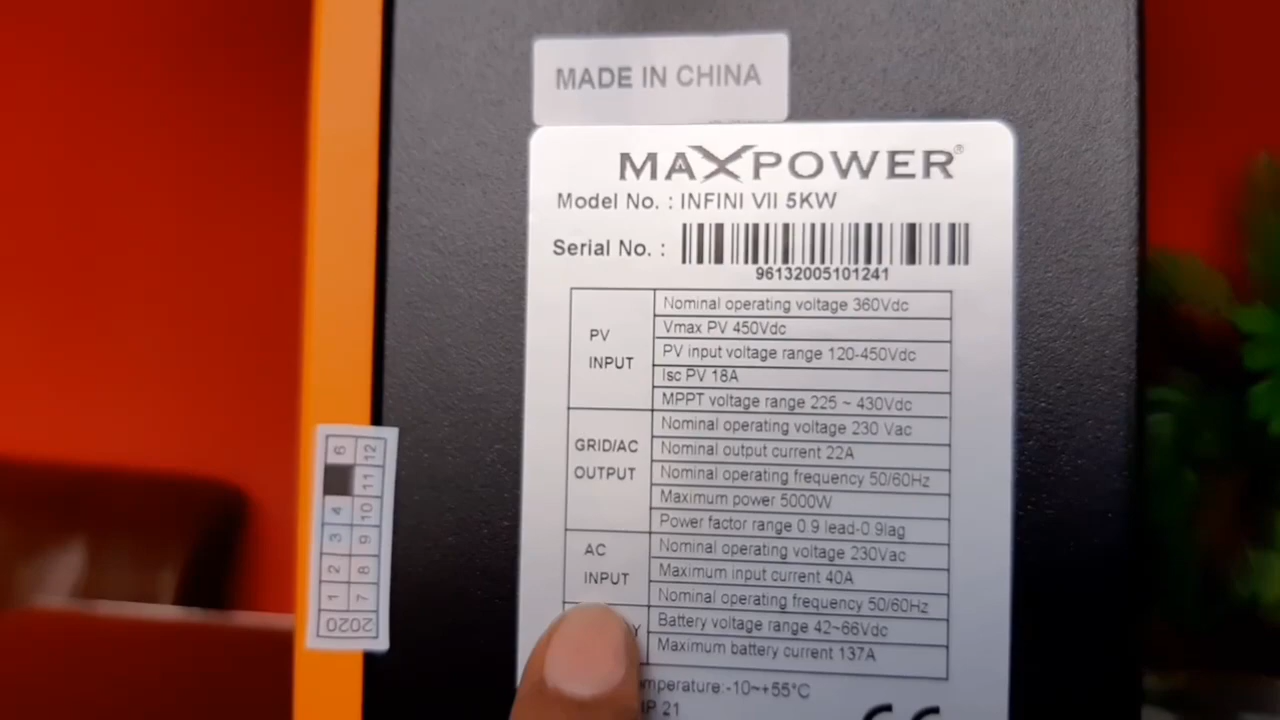 MADE IN CHINA
MAXPOWER®
Model No. : INFINI VII 5KW
Serial No. :
96132005101241
PV INPUT
Nominal operating voltage 360Vdc
Vmax PV 450Vdc
PV input voltage range 120-450Vdc
Isc PV 18A
MPPT voltage range 225 ~ 430Vdc
GRID/AC OUTPUT
Nominal operating voltage 230 Vac
Nominal output current 22A
Nominal operating frequency 50/60Hz
Maximum power 5000W
Power factor range 0.9 lead-0.9lag
AC INPUT
Nominal operating voltage 230Vac
Maximum input current 40A
Nominal operating frequency 50/60Hz
Y
Battery voltage range 42~66Vdc
Maximum battery current 137A
mperature:-10~+55°C
IP 21
CE
2020
1 2 3 4 6
7 8 9 10 11 12